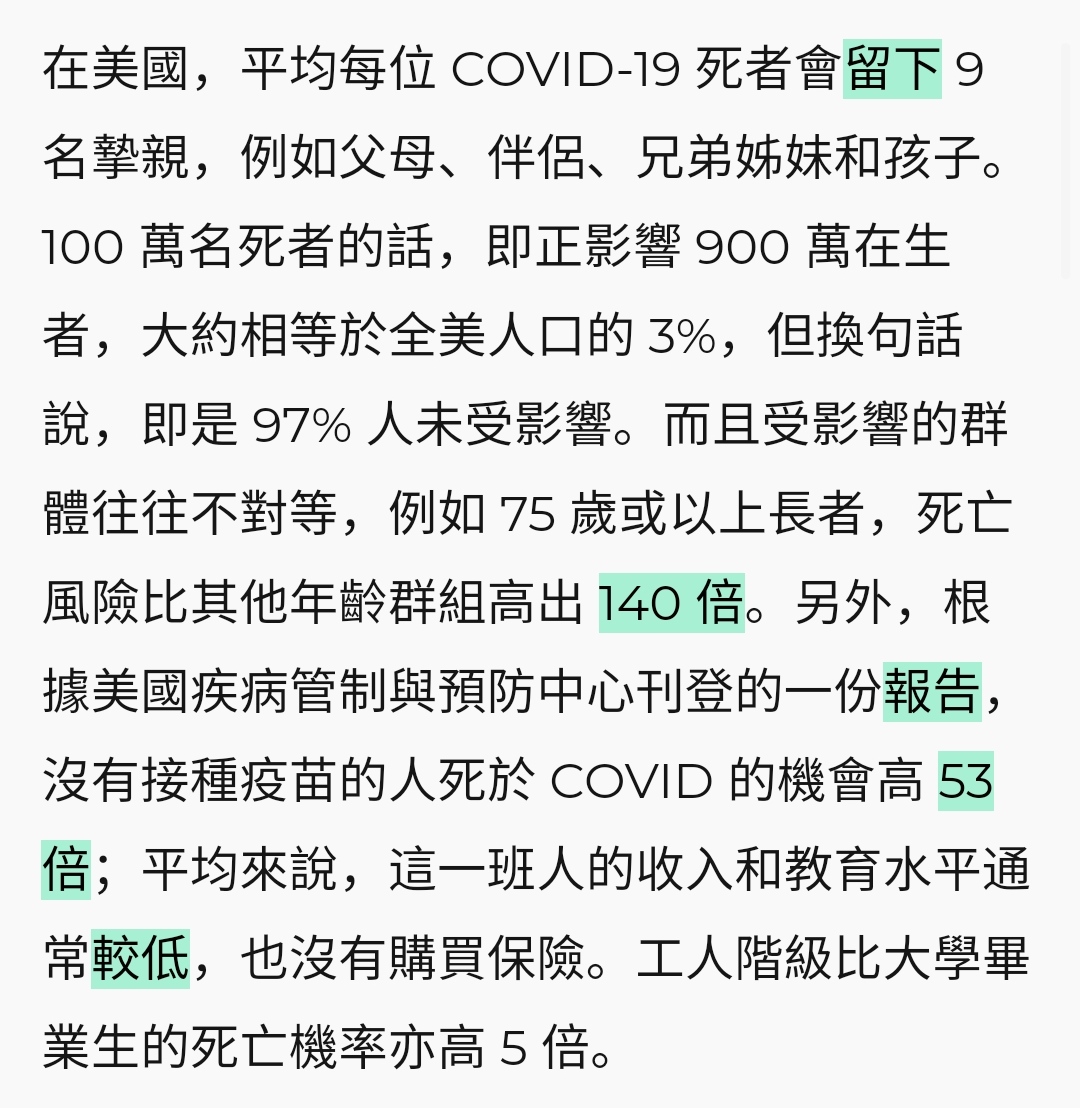 在美國，平均每位 COVID-19 死者會留下 9
名摯親，例如父母、伴侶、兄弟姊妹和孩子。
100 萬名死者的話，即正影響 900 萬在生
者，大約相等於全美人口的 3%，但換句話
說，即是 97% 人未受影響。而且受影響的群
體往往不對等，例如 75 歲或以上長者，死亡
風險比其他年齡群組高出 140 倍。另外，根
據美國疾病管制與預防中心刊登的一份報告，
沒有接種疫苗的人死於 COVID 的機會高 53
倍；平均來說，這一班人的收入和教育水平通
常較低，也沒有購買保險。工人階級比大學畢
業生的死亡機率亦高 5 倍。